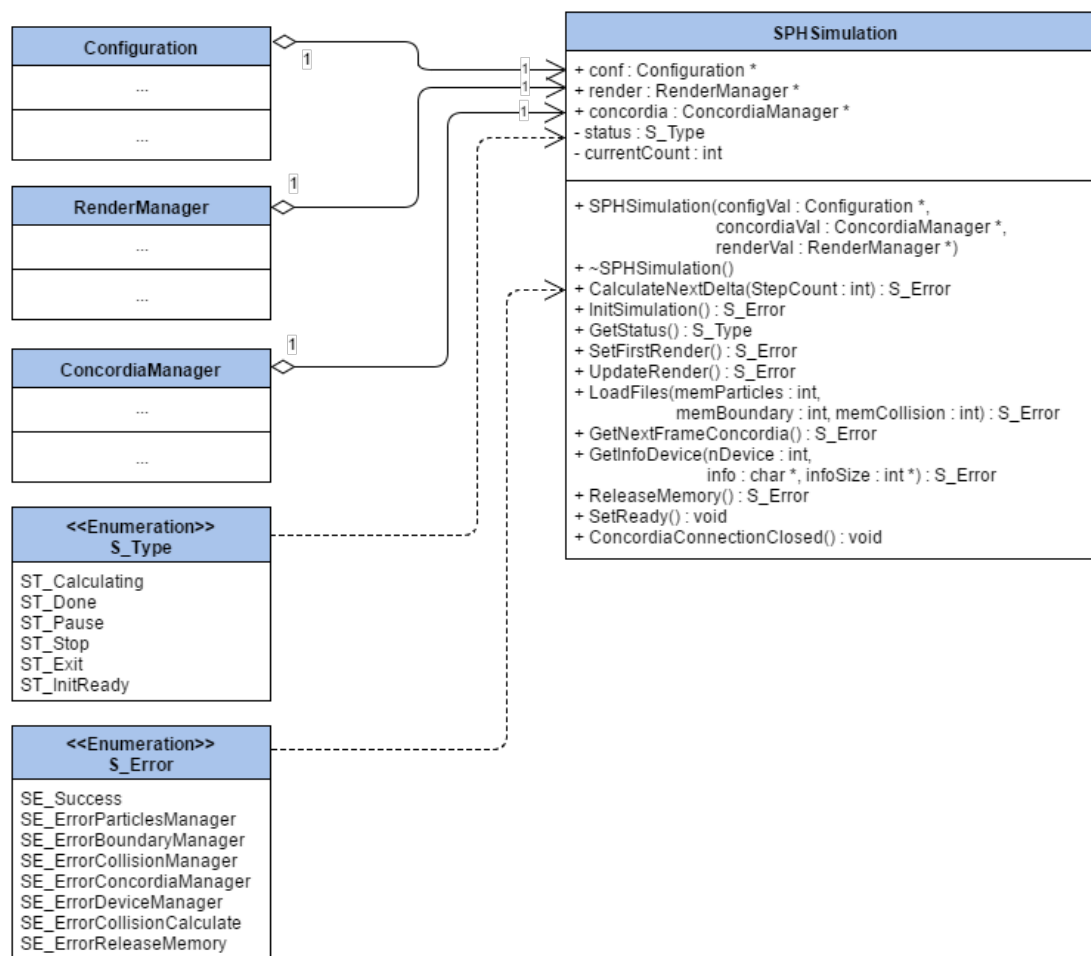 Configuration
...
...
1
1
RenderManager
...
...
1
1
ConcordiaManager
...
...
1
1
<<Enumeration>>
S_Type
ST_Calculating
ST_Done
ST_Pause
ST_Stop
ST_Exit
ST_InitReady
<<Enumeration>>
S_Error
SE_Success
SE_ErrorParticlesManager
SE_ErrorBoundaryManager
SE_ErrorCollisionManager
SE_ErrorConcordiaManager
SE_ErrorDeviceManager
SE_ErrorCollisionCalculate
SE_ErrorReleaseMemory
SPHSimulation
+ conf : Configuration *
+ render : RenderManager *
+ concordia : ConcordiaManager *
- status : S_Type
- currentCount : int
+ SPHSimulation(configVal : Configuration *,
concordiaVal : ConcordiaManager *,
renderVal : RenderManager *)
+ ~SPHSimulation()
+ CalculateNextDelta(StepCount : int) : S_Error
+ InitSimulation() : S_Error
+ GetStatus() : S_Type
+ SetFirstRender() : S_Error
+ UpdateRender() : S_Error
+ LoadFiles(memParticles : int,
memBoundary : int, memCollision : int) : S_Error
+ GetNextFrameConcordia() : S_Error
+ GetInfoDevice(nDevice : int,
info : char *, infoSize : int *) : S_Error
+ ReleaseMemory() : S_Error
+ SetReady() : void
+ ConcordiaConnectionClosed() : void